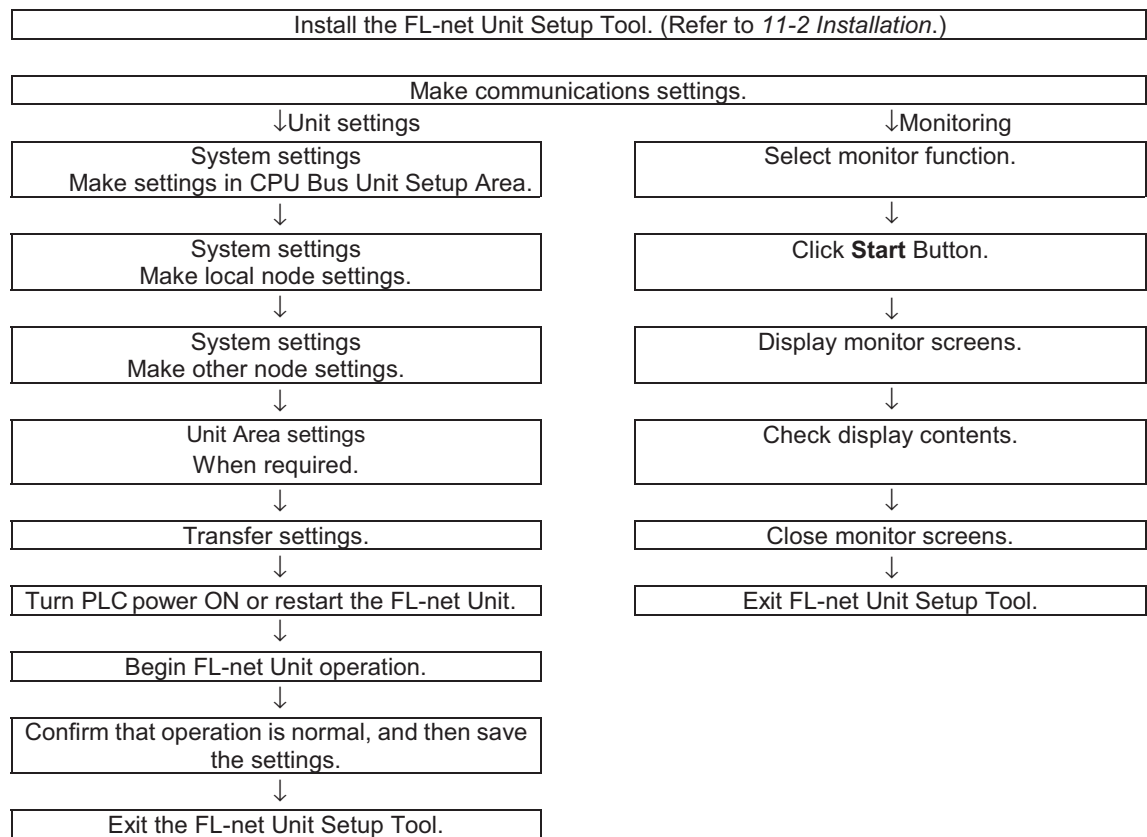 Install the FL-net Unit Setup Tool. (Refer to 11-2 Installation.)
Make communications settings.
↓Unit settings
System settings
Make settings in CPU Bus Unit Setup Area.
↓
System settings
Make local node settings.
↓
System settings
Make other node settings.
↓
Unit Area settings
When required.
↓
Transfer settings.
↓
Turn PLC power ON or restart the FL-net Unit.
↓
Begin FL-net Unit operation.
↓
Confirm that operation is normal, and then save
the settings.
↓
Exit the FL-net Unit Setup Tool.
↓Monitoring
Select monitor function.
↓
Click Start Button.
↓
Display monitor screens.
↓
Check display contents.
↓
Close monitor screens.
↓
Exit FL-net Unit Setup Tool.